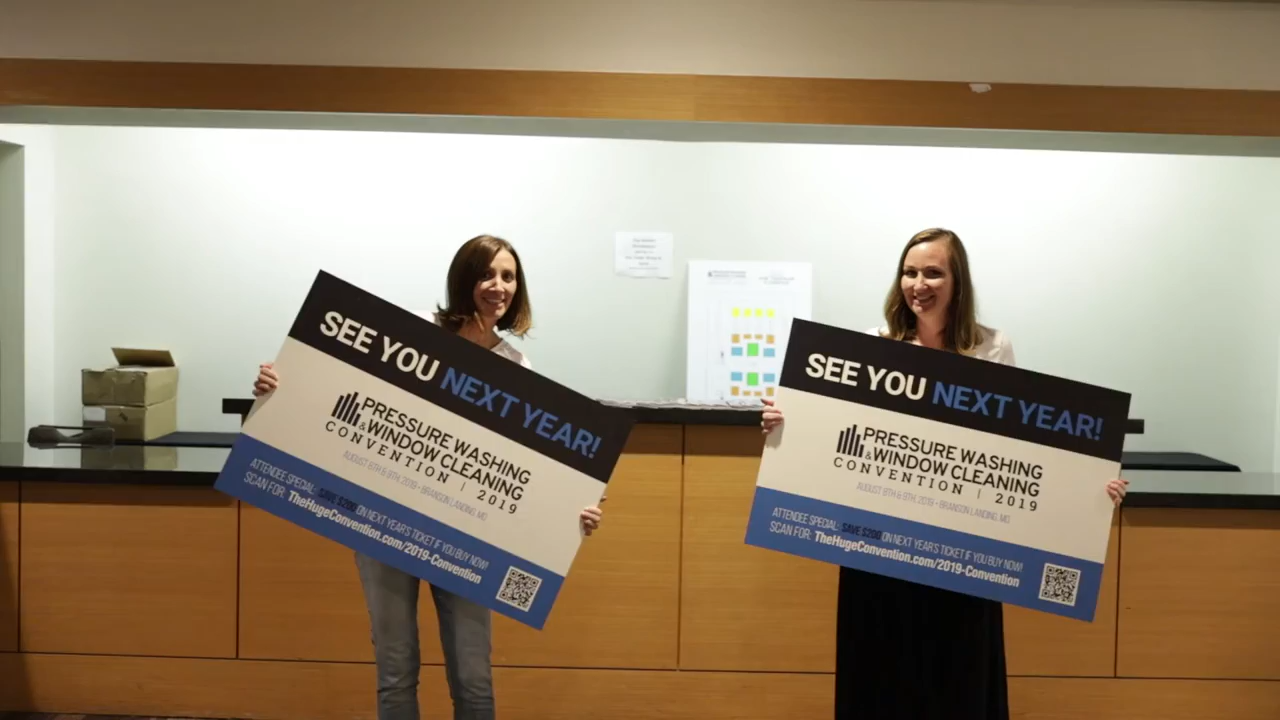 SEE YOU NEXT YEAR!
PRESSURE WASHING
&WINDOW CLEANING
CONVENTION | 2019
AUGUST 8TH & 9TH, 2019 • BRANSON LANDING, MO
ATTENDEE SPECIAL: SAVE $200 ON NEXT YEAR'S TICKET IF YOU BUY NOW!
SCAN FOR: TheHugeConvention.com/2019-Convention
SEE YOU NEXT YEAR!
PRESSURE WASHING
&WINDOW CLEANING
CONVENTION | 2019
AUGUST 8TH & 9TH, 2019 • BRANSON LANDING, MO
ATTENDEE SPECIAL: SAVE $200 ON NEXT YEAR'S TICKET IF YOU BUY NOW!
SCAN FOR: TheHugeConvention.com/2019-Convention